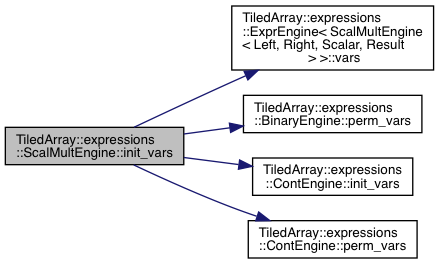 TiledArray::expressions
::ExprEngine< ScalMultEngine
< Left, Right, Scalar, Result
> >::vars
TiledArray::expressions
::BinaryEngine::perm_vars
TiledArray::expressions
::ScalMultEngine::init_vars
TiledArray::expressions
::ContEngine::init_vars
TiledArray::expressions
::ContEngine::perm_vars